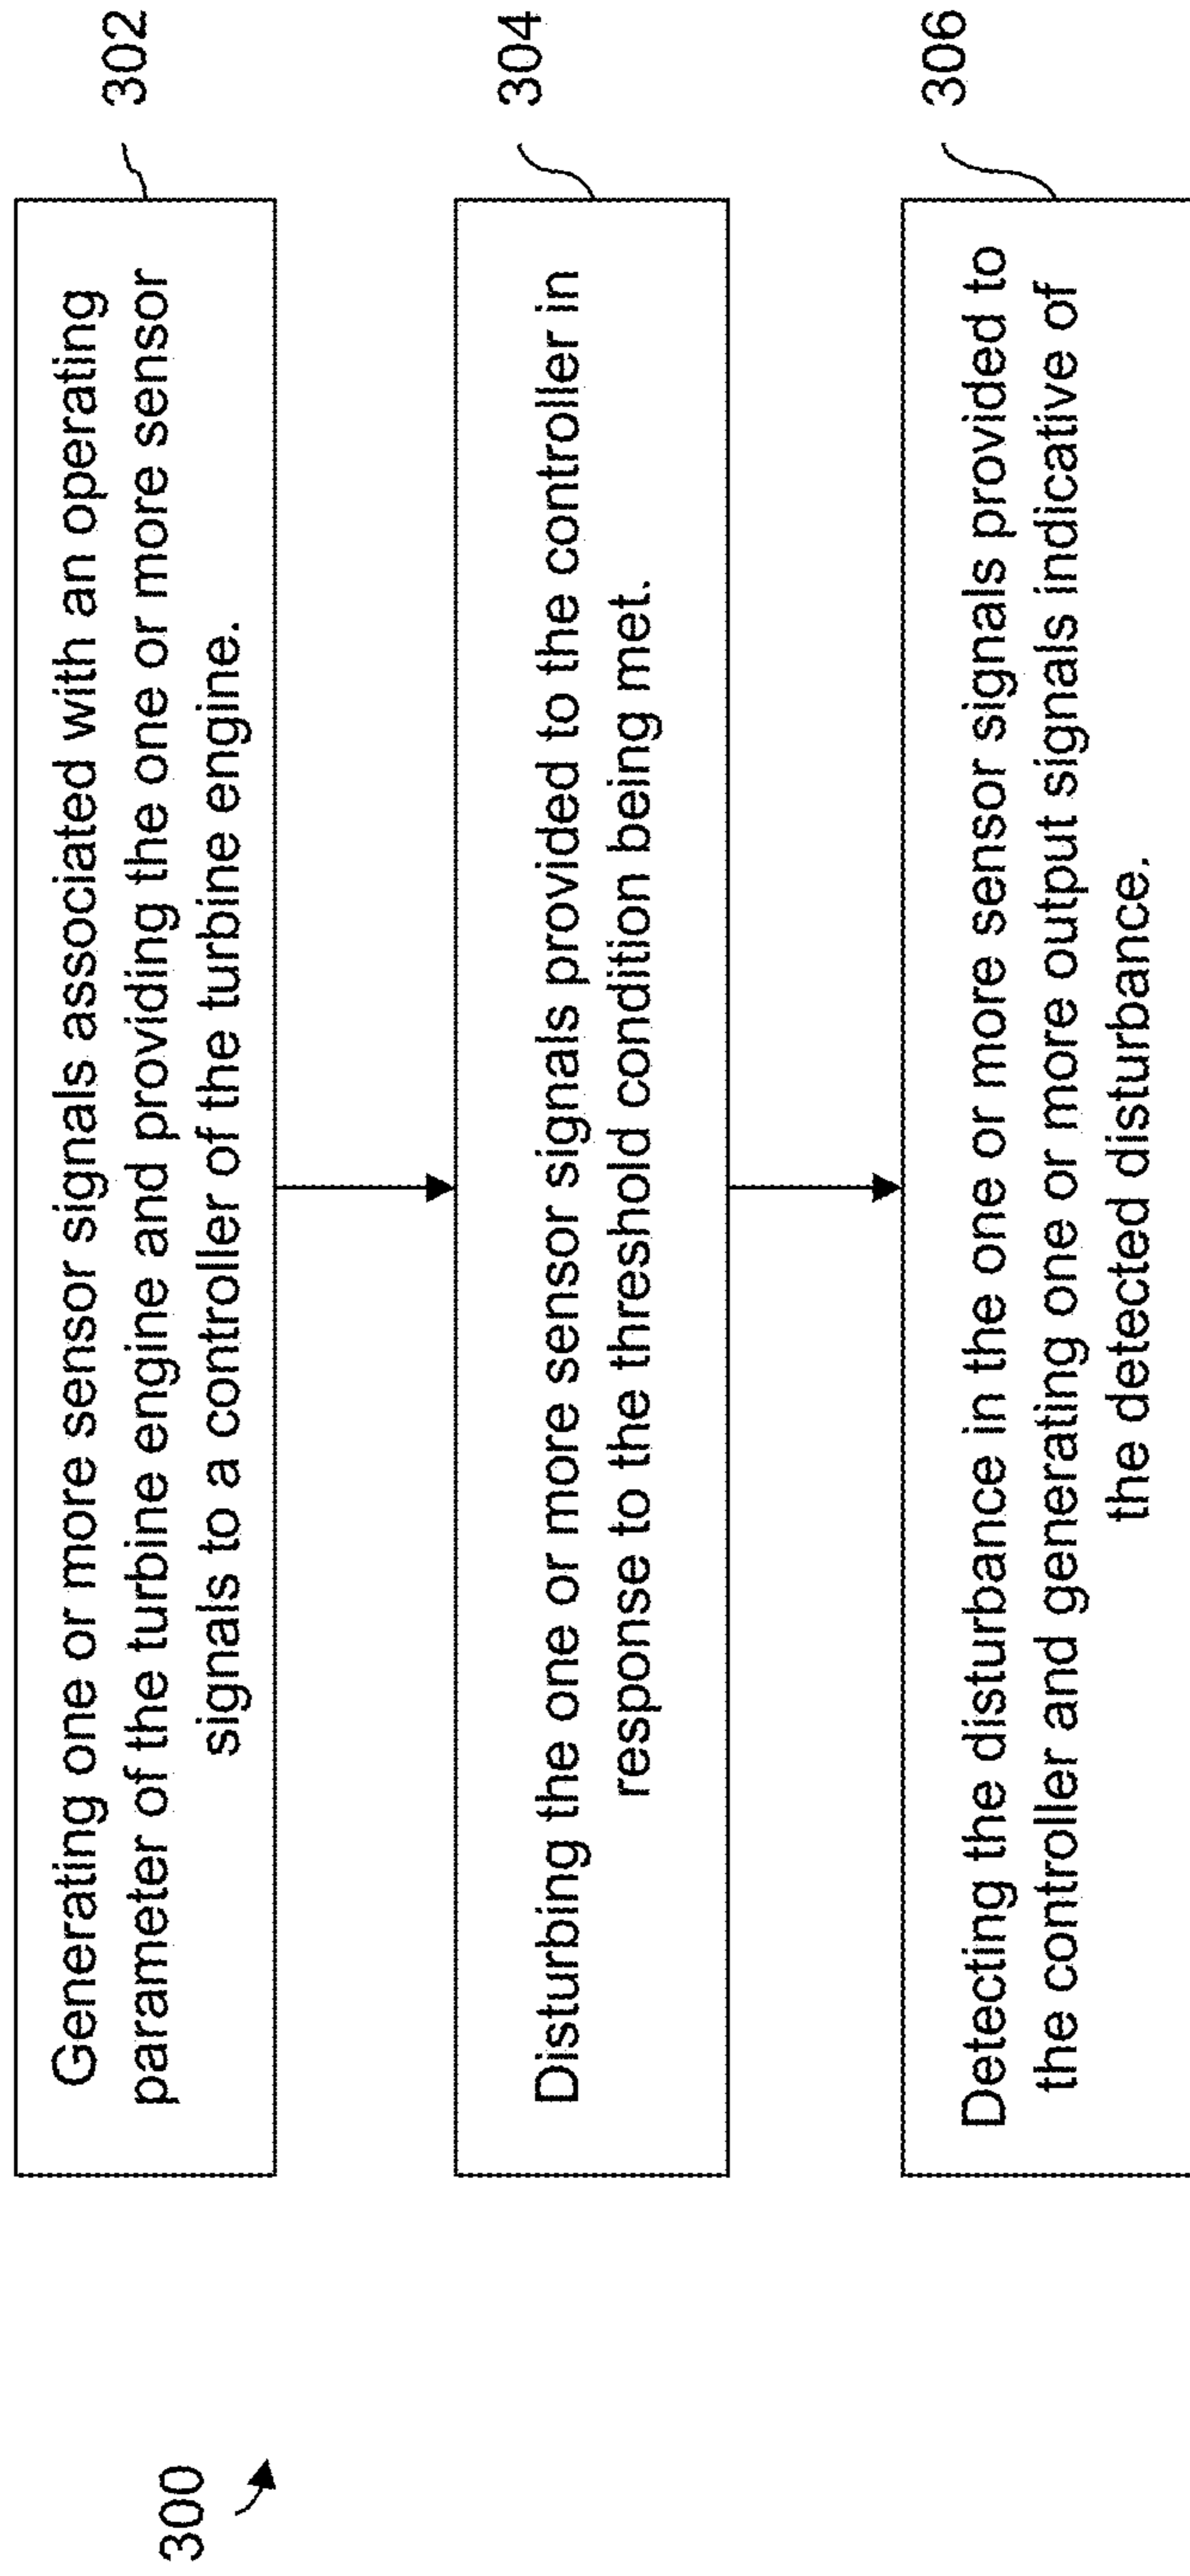 300
Generating one or more sensor signals associated with an operating
parameter of the turbine engine and providing the one or more sensor
signals to a controller of the turbine engine.
302
Disturbing the one or more sensor signals provided to the controller in
response to the threshold condition being met.
304
Detecting the disturbance in the one or more sensor signals provided to
the controller and generating one or more output signals indicative of
the detected disturbance.
306